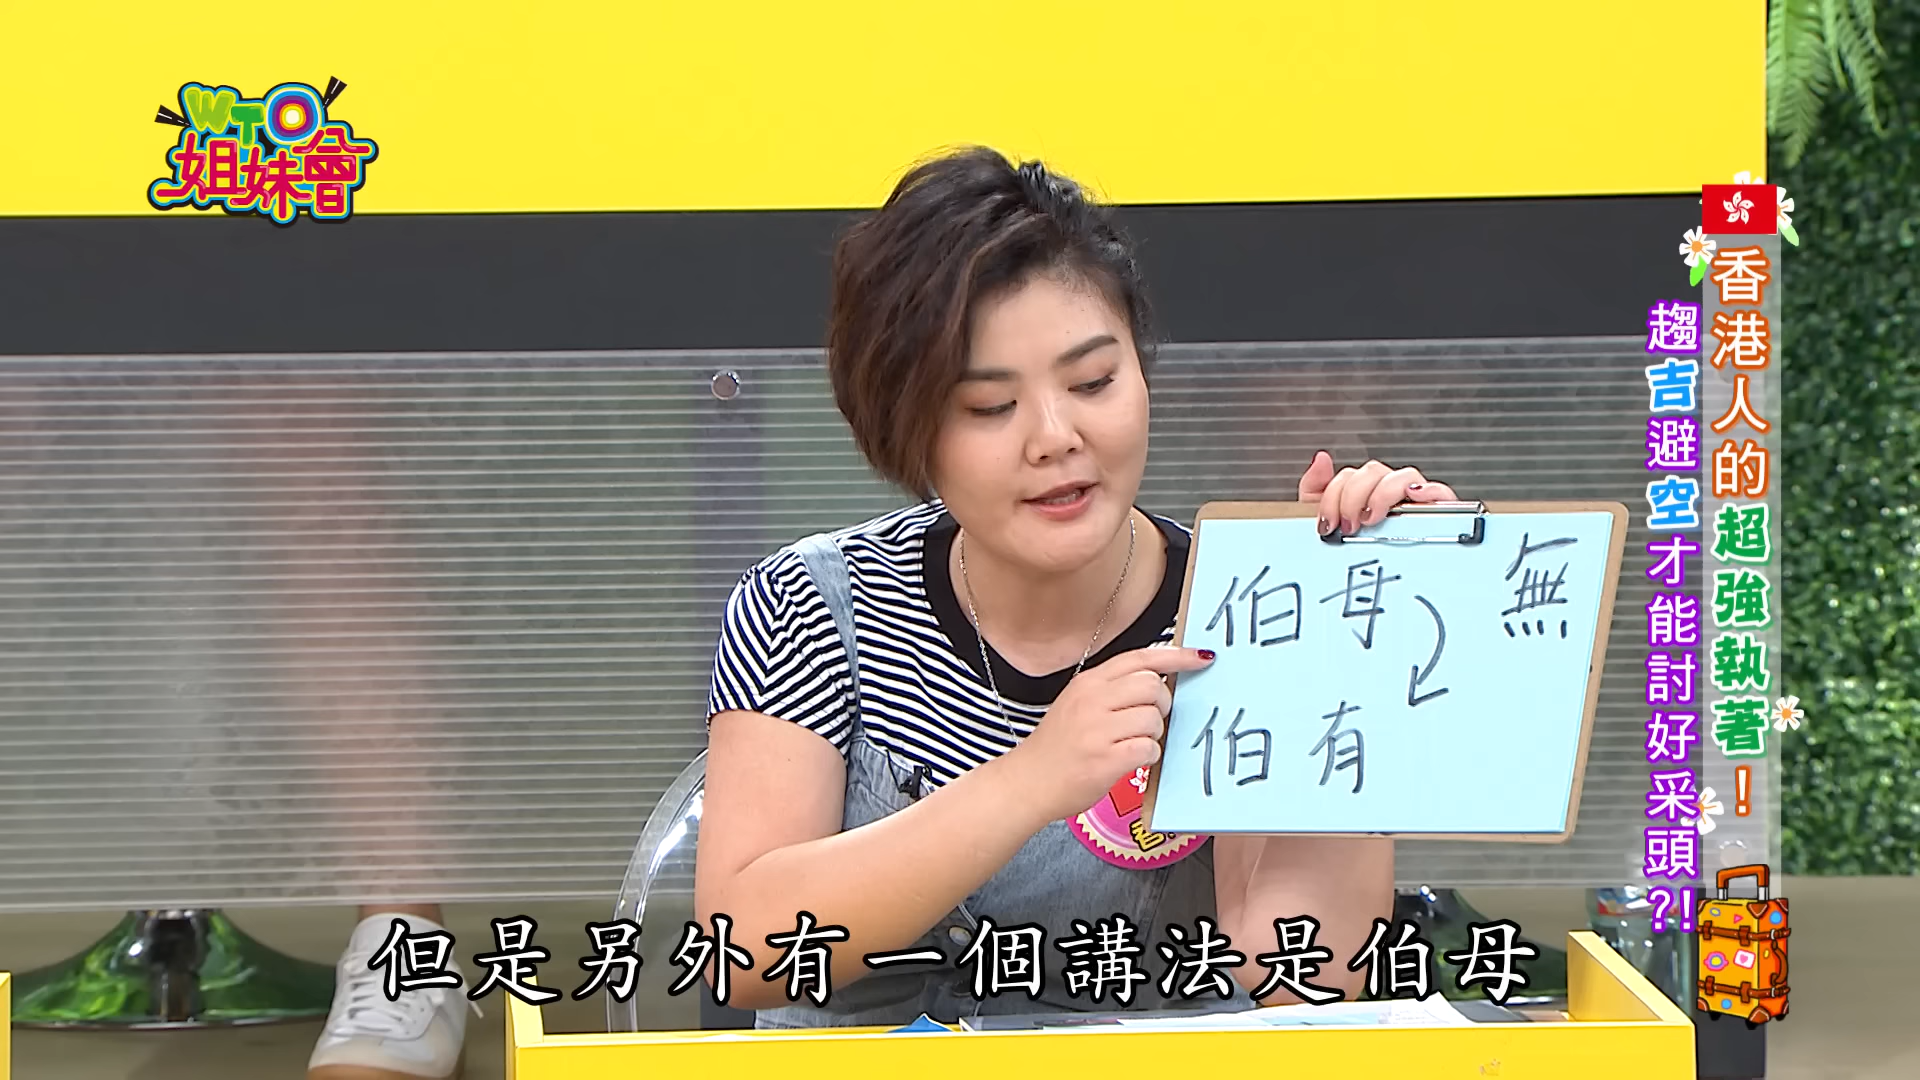 WTO
姐妹會
香港人的超強執著！
趨吉避空才能討好采頭?!
伯母 無
伯有
香
但是另外有一個講法是伯母